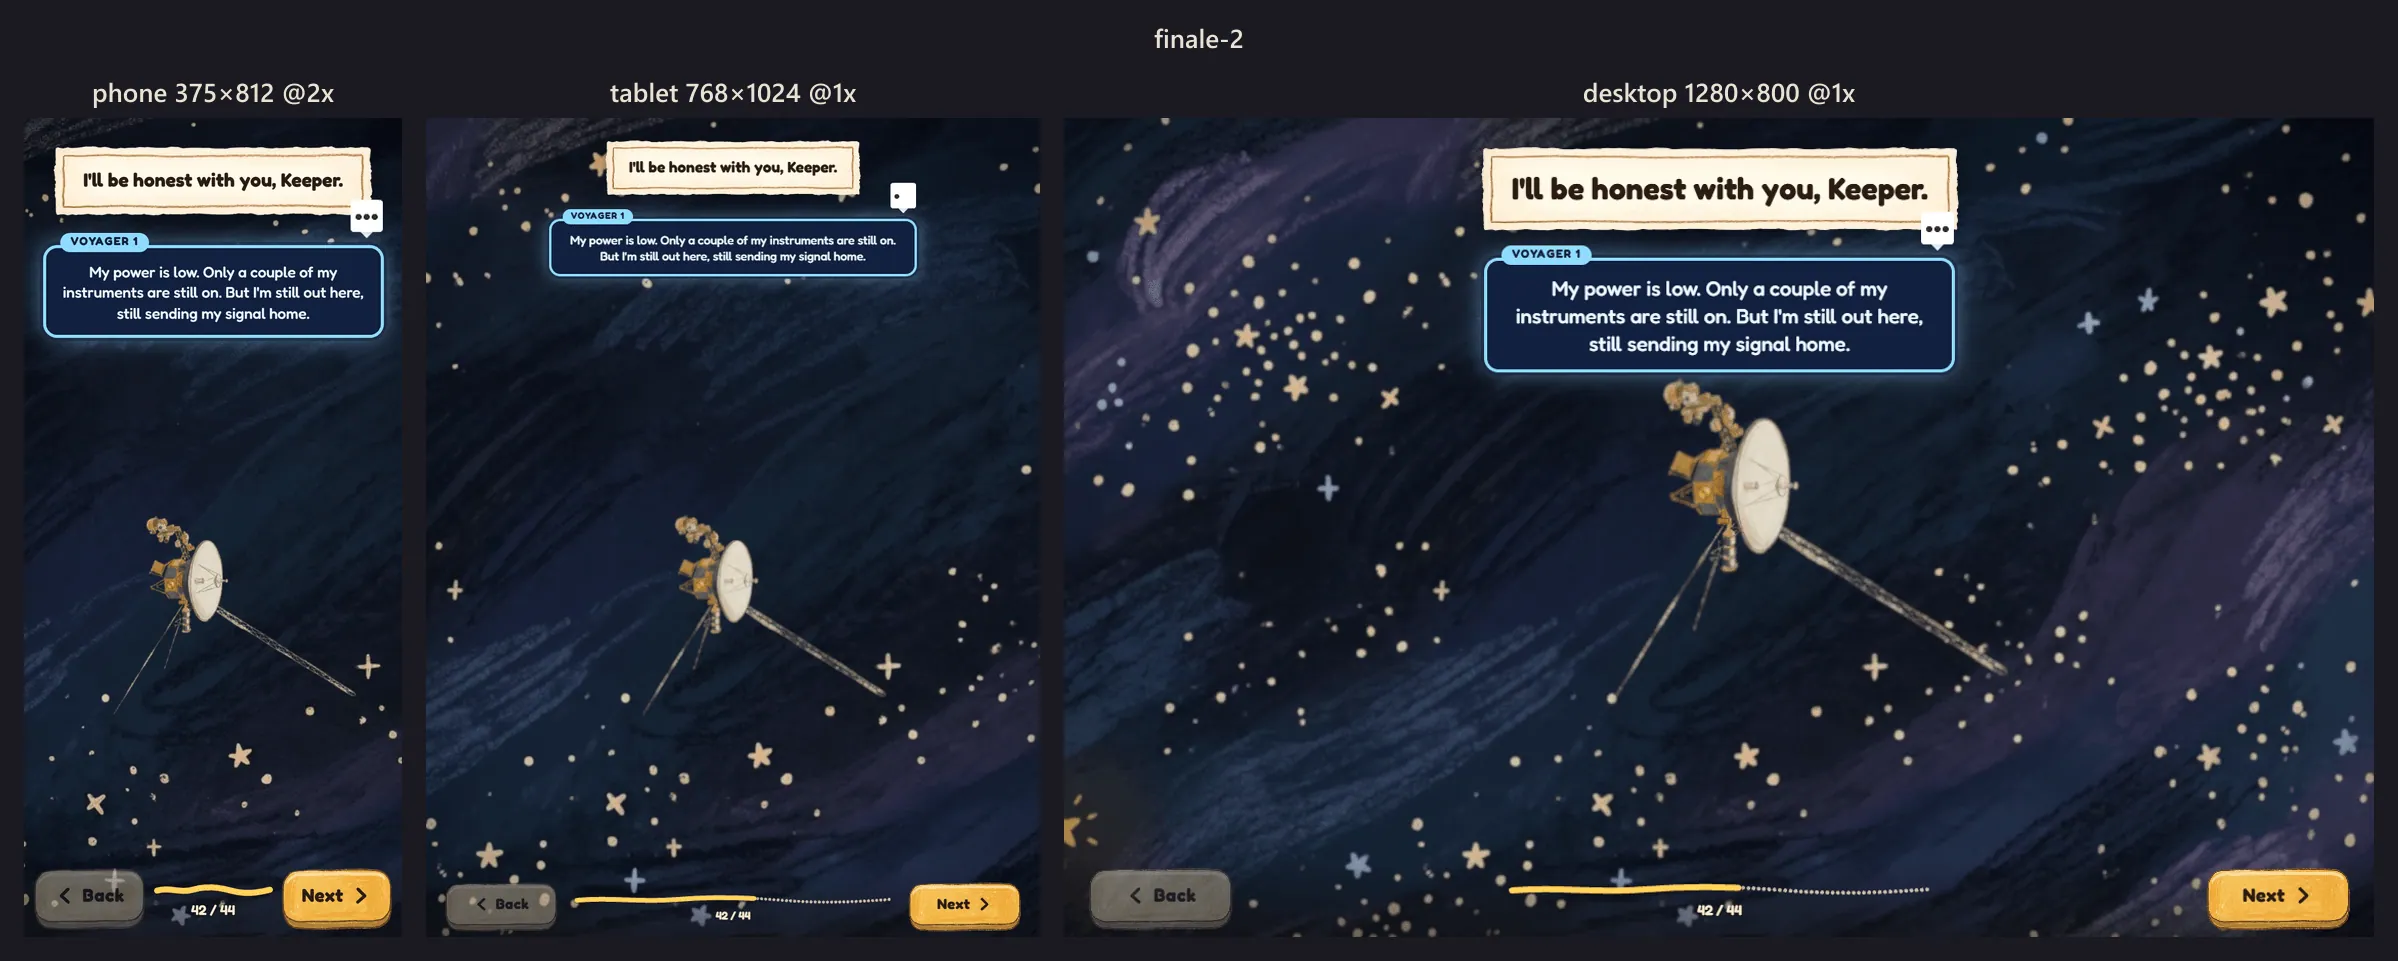 finale-2
phone 375×812 @2x
I'll be honest with you, Keeper.
VOYAGER 1
My power is low. Only a couple of my
instruments are still on. But I'm still out here,
still sending my signal home.
Back
42 / 44
Next
tablet 768×1024 @1x
I'll be honest with you, Keeper.
VOYAGER 1
My power is low. Only a couple of my instruments are still on.
But I'm still out here, still sending my signal home.
Back
42 / 44
Next
desktop 1280×800 @1x
I'll be honest with you, Keeper.
VOYAGER 1
My power is low. Only a couple of my
instruments are still on. But I'm still out here,
still sending my signal home.
Back
42 / 44
Next